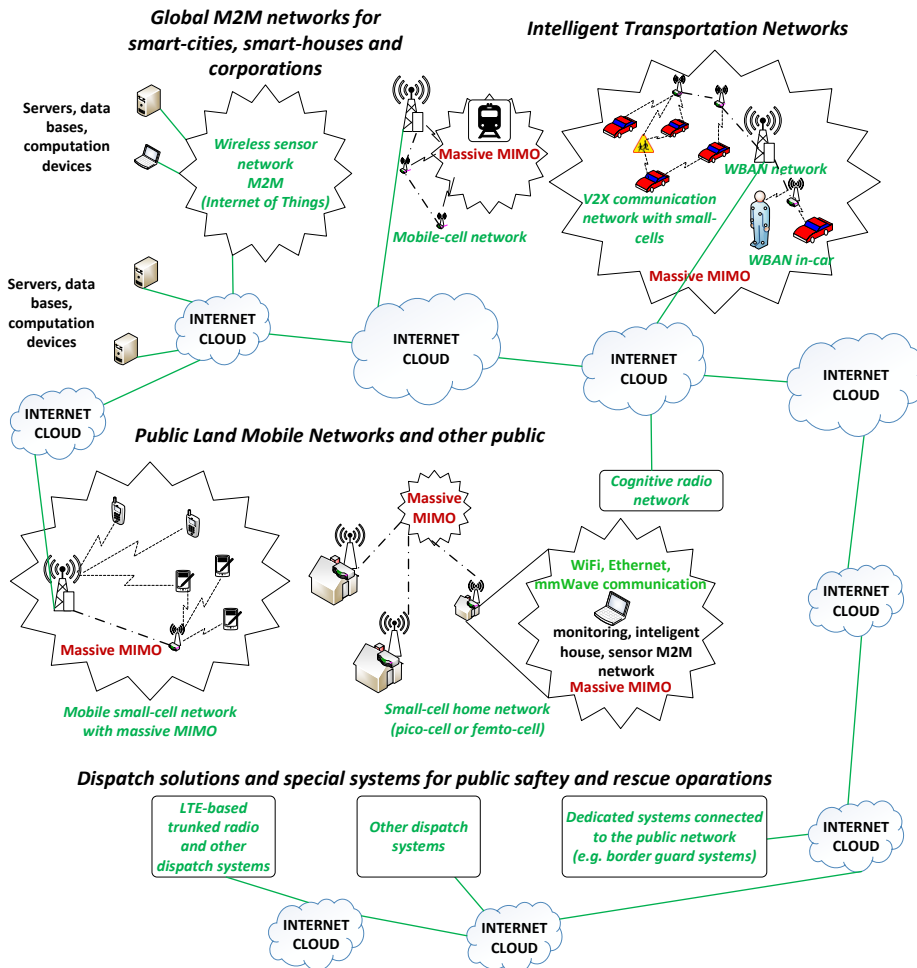 Global M2M networks for
smart-cities, smart-houses and
corporations
Intelligent Transportation Networks
Servers, data
bases,
computation
devices
Wireless sensor
network
M2M
(Internet of Things)
Massive MIMO
Mobile-cell network
WBAN network
V2X communication
network with small-
cells
WBAN in-car
Massive MIMO
Servers, data
bases,
computation
devices
INTERNET
CLOUD
INTERNET
CLOUD
INTERNET
CLOUD
INTERNET
CLOUD
INTERNET
CLOUD
Public Land Mobile Networks and other public
Cognitive radio
network
Massive
MIMO
WiFi, Ethernet,
mmWave communication
monitoring, inteligent
house, sensor M2M
network
Massive MIMO
Massive MIMO
INTERNET
CLOUD
Mobile small-cell network
with massive MIMO
Small-cell home network
(pico-cell or femto-cell)
Dispatch solutions and special systems for public saftey and rescue oparations
LTE-based
trunked radio
and other
dispatch systems
Other dispatch
systems
Dedicated systems connected
to the public network
(e.g. border guard systems)
INTERNET
CLOUD
INTERNET
CLOUD
INTERNET
CLOUD